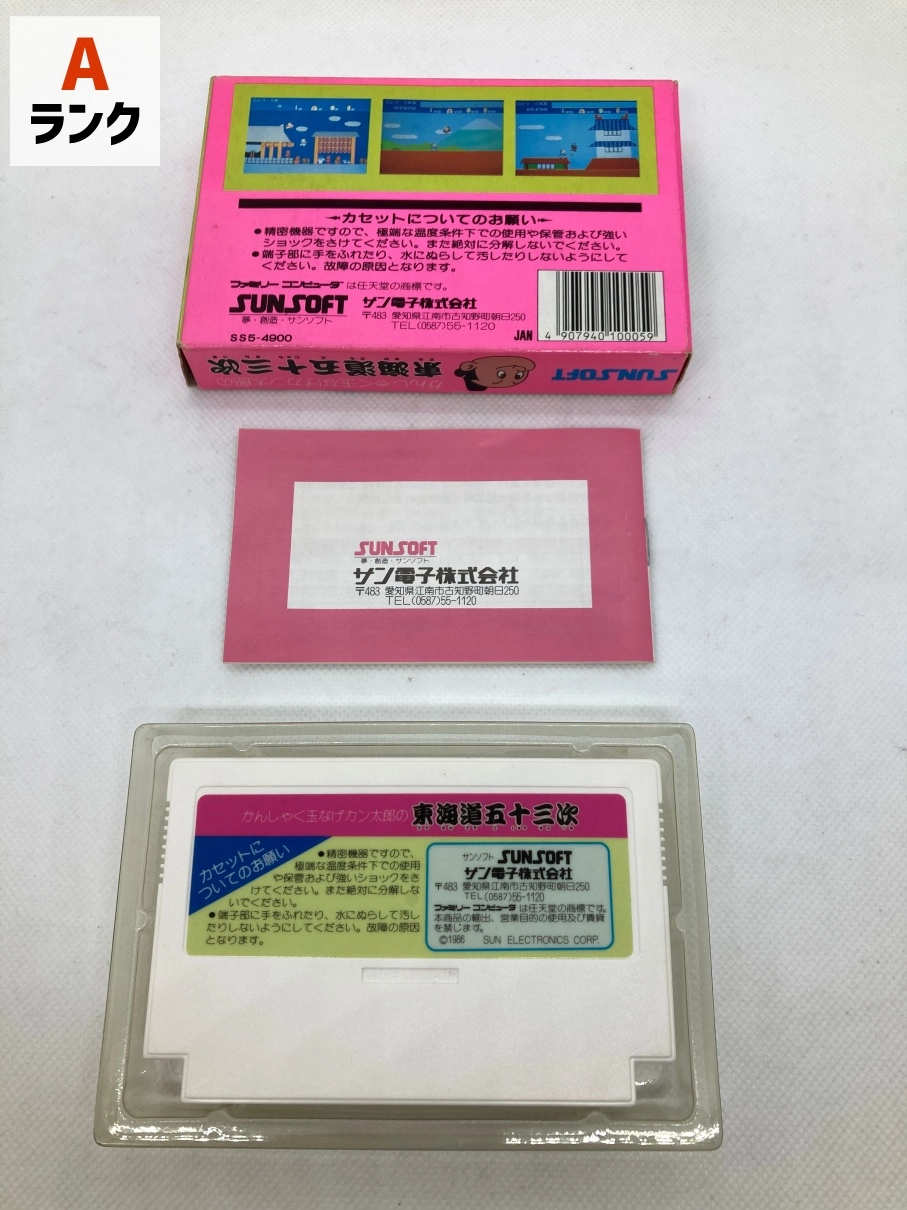 A
ランク
カセットについてのお願い
●精密機器ですので、極端な温度条件下での使用や保管および強い
ショックをさけてください。また絶対に分解しないでください。
●端子部に手をふれたり、水にぬらして汚したりしないようにして
ください。故障の原因となります。
ファミリーコンピュータ は任天堂の商標です。
SUNSOFT サン電子株式会社
夢・創造・サンソフト
〒483 愛知県江南市古知野町朝日250
TEL(0587)55-1120
SS5-4900
JAN 4 907940 100059
かんしゃく玉なげカン太郎の
東海道五十三次
SUNSOFT
SUNSOFT
夢・創造・サンソフト
サン電子株式会社
〒483 愛知県江南市古知野町朝日250
TEL(0587)55-1120
かんしゃく玉なげカン太郎の 東海道五十三次
カセットに
ついてのお願い
●精密機器ですので、
極端な温度条件下での使用
や保管および強いショックをさ
けてください。また絶対に分解しな
いでください。
●端子部に手をふれたり、水にぬらして汚し
たりしないようにしてください。故障の原因
となります。
サンソフト SUNSOFT
サン電子株式会社
〒483 愛知県江南市古知野町朝日250
TEL(0587)55-1120
ファミリーコンピュータ は任天堂の商標です。
本商品の輸出、営業目的の使用及び賃貸
を禁じます。
©1986 SUN ELECTRONICS CORP.